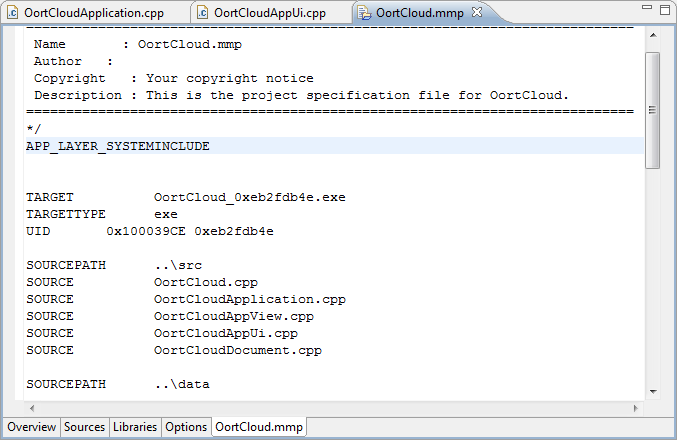 OortCloudApplication.cpp OortCloudAppUi.cpp OortCloud.mmp
============================================================================
Name : OortCloud.mmp
Author :
Copyright : Your copyright notice
Description : This is the project specification file for OortCloud.
============================================================================
*/
APP_LAYER_SYSTEMINCLUDE
TARGET OortCloud_0xeb2fdb4e.exe
TARGETTYPE exe
UID 0x100039CE 0xeb2fdb4e
SOURCEPATH ..\src
SOURCE OortCloud.cpp
SOURCE OortCloudApplication.cpp
SOURCE OortCloudAppView.cpp
SOURCE OortCloudAppUi.cpp
SOURCE OortCloudDocument.cpp
SOURCEPATH ..\data
Overview Sources Libraries Options OortCloud.mmp